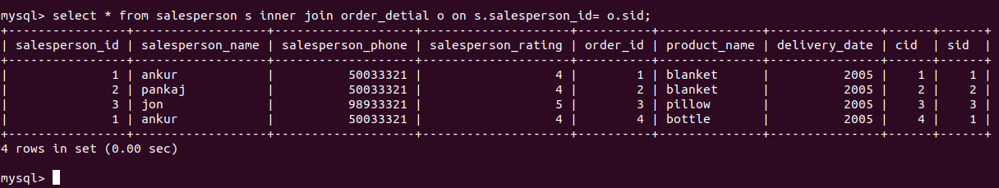 mysql> select * from salesperson s inner join order_detial o on s.salesperson_id= o.sid;
+----------------+------------------+-------------------+--------------------+----------+--------------+---------------+------+------+
| salesperson_id | salesperson_name | salesperson_phone | salesperson_rating | order_id | product_name | delivery_date | cid  | sid  |
+----------------+------------------+-------------------+--------------------+----------+--------------+---------------+------+------+
|              1 | ankur            |          50033321 |                  4 |        1 | blanket      |          2005 |    1 |    1 |
|              2 | pankaj           |          50033321 |                  4 |        2 | blanket      |          2005 |    2 |    2 |
|              3 | jon              |          98933321 |                  5 |        3 | pillow       |          2005 |    3 |    3 |
|              1 | ankur            |          50033321 |                  4 |        4 | bottle       |          2005 |    4 |    1 |
+----------------+------------------+-------------------+--------------------+----------+--------------+---------------+------+------+
4 rows in set (0.00 sec)
mysql>